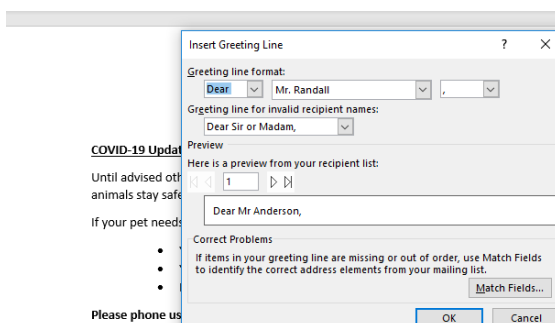 Insert Greeting Line ? X
Greeting line format:
Dear Mr. Randall ,
Greeting line for invalid recipient names:
Dear Sir or Madam,
Preview
Here is a preview from your recipient list:
1
Dear Mr Anderson,
Correct Problems
If items in your greeting line are missing or out of order, use Match Fields
to identify the correct address elements from your mailing list.
Match Fields...
OK Cancel
COVID-19 Updat
Until advised oth
animals stay safe
If your pet needs
Please phone us